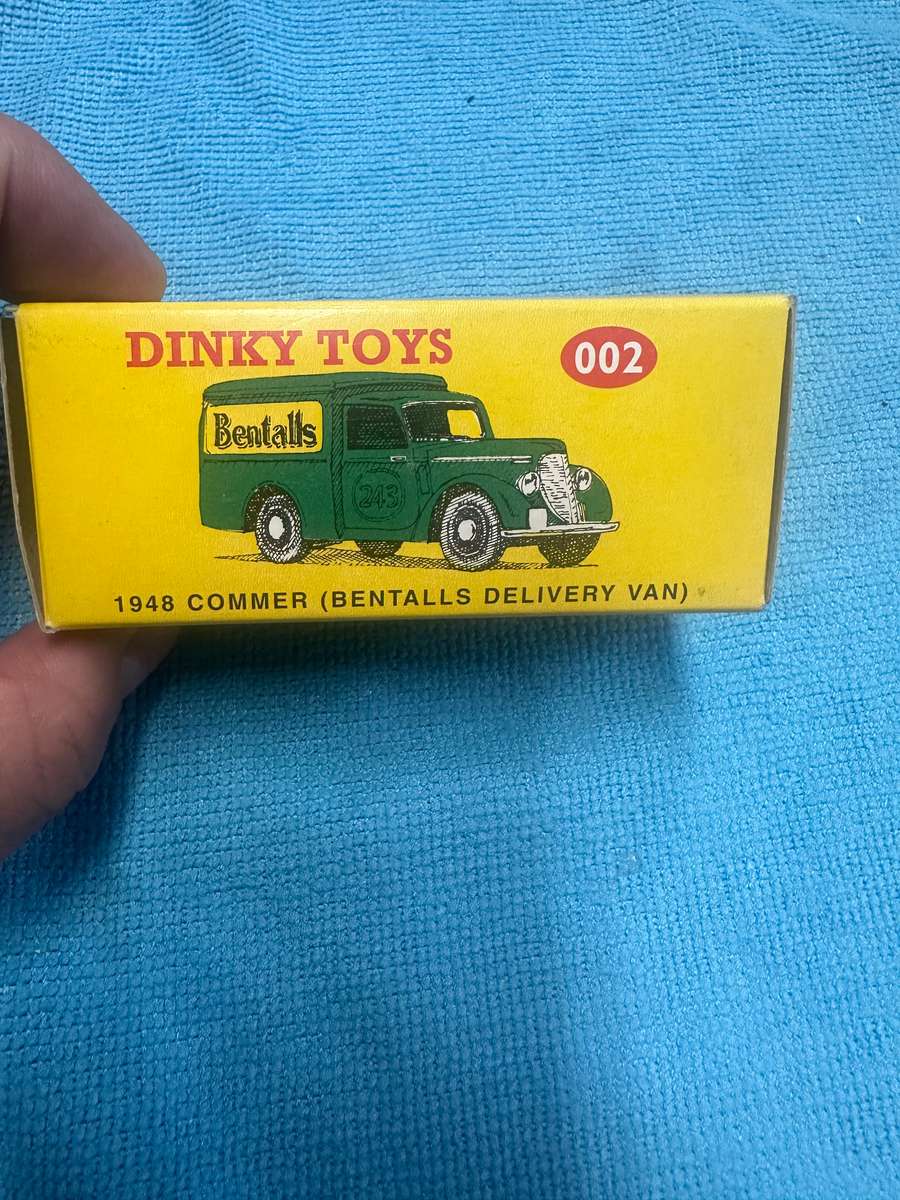 DINKY TOYS
002
Bentalls
243
1948 COMMER (BENTALLS DELIVERY VAN)